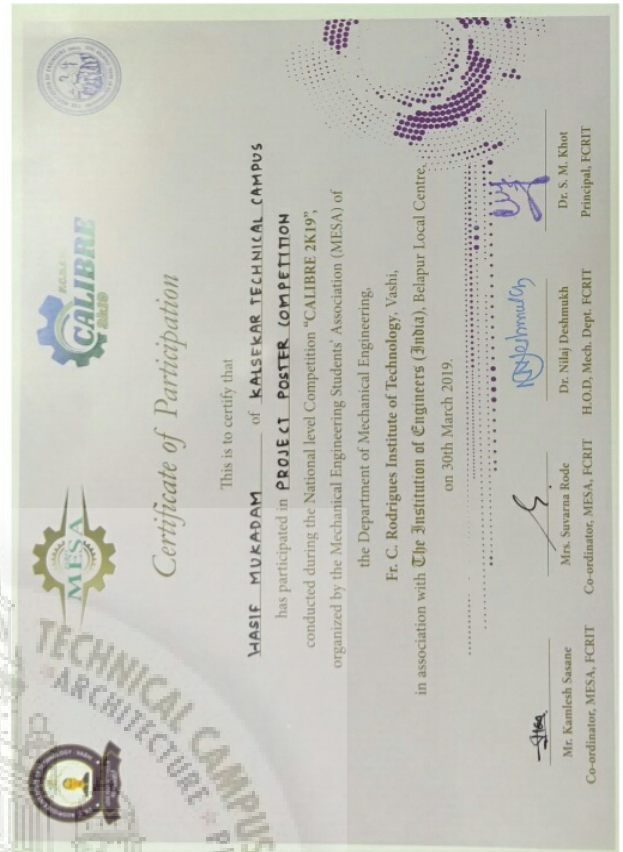 MESA
AGNEL
CALIBRE
2k19
Certificate of Participation
This is to certify that
WASIF MUKADAM of KALSEKAR TECHNICAL CAMPUS
has participated in PROJECT POSTER COMPETITION
conducted during the National level Competition "CALIBRE 2K19",
organized by the Mechanical Engineering Students' Association (MESA) of
the Department of Mechanical Engineering,
Fr. C. Rodrigues Institute of Technology, Vashi,
in association with The Institution of Engineers (India), Belapur Local Centre,
on 30th March 2019.
Mr. Kamlesh Sasane
Co-ordinator, MESA, FCRIT
Mrs. Suvarna Rode
Co-ordinator, MESA, FCRIT
Dr. Nilaj Deshmukh
H.O.D, Mech. Dept. FCRIT
Dr. S. M. Khot
Principal, FCRIT
TECHNICAL CAMPUS
ARCHITECTURE